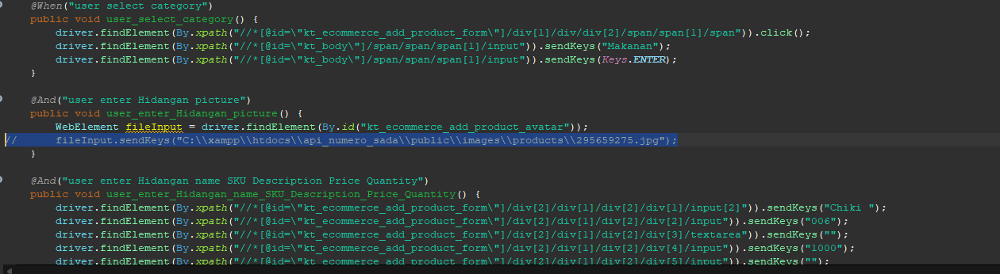 @When("user select category")
public void user_select_category() {
driver.findElement(By.xpath("//*[@id=\"kt_ecommerce_add_product_form\"]/div[1]/div/div[2]/span/span[1]/span")).click();
driver.findElement(By.xpath("//*[@id=\"kt_body\"]/span/span/span[1]/input")).sendKeys("Makanan");
driver.findElement(By.xpath("//*[@id=\"kt_body\"]/span/span/span[1]/input")).sendKeys(Keys.ENTER);
}
@And("user enter Hidangan picture")
public void user_enter_Hidangan_picture() {
WebElement fileInput = driver.findElement(By.id("kt_ecommerce_add_product_avatar"));
// fileInput.sendKeys("C:\\xampp\\htdocs\\api_numero_sada\\public\\images\\products\\295659275.jpg");
}
@And("user enter Hidangan name SKU Description Price Quantity")
public void user_enter_Hidangan_name_SKU_Description_Price_Quantity() {
driver.findElement(By.xpath("//*[@id=\"kt_ecommerce_add_product_form\"]/div[2]/div[1]/div[2]/div[1]/input[2]")).sendKeys("Chiki ");
driver.findElement(By.xpath("//*[@id=\"kt_ecommerce_add_product_form\"]/div[2]/div[1]/div[2]/div[2]/input")).sendKeys("006");
driver.findElement(By.xpath("//*[@id=\"kt_ecommerce_add_product_form\"]/div[2]/div[1]/div[2]/div[3]/textarea")).sendKeys("");
driver.findElement(By.xpath("//*[@id=\"kt_ecommerce_add_product_form\"]/div[2]/div[1]/div[2]/div[4]/input")).sendKeys("1000");
driver.findElement(By.xpath("//*[@id=\"kt_ecommerce_add_product_form\"]/div[2]/div[1]/div[2]/div[5]/input")).sendKeys("");